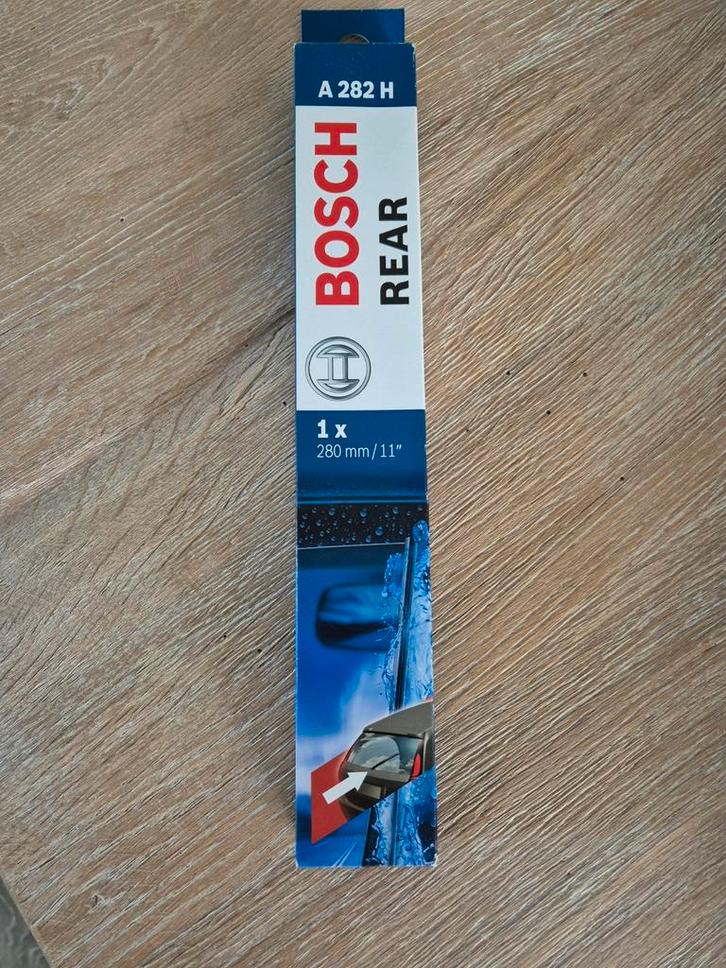 A 282 H
BOSCH
REAR
1 x
280 mm / 11"